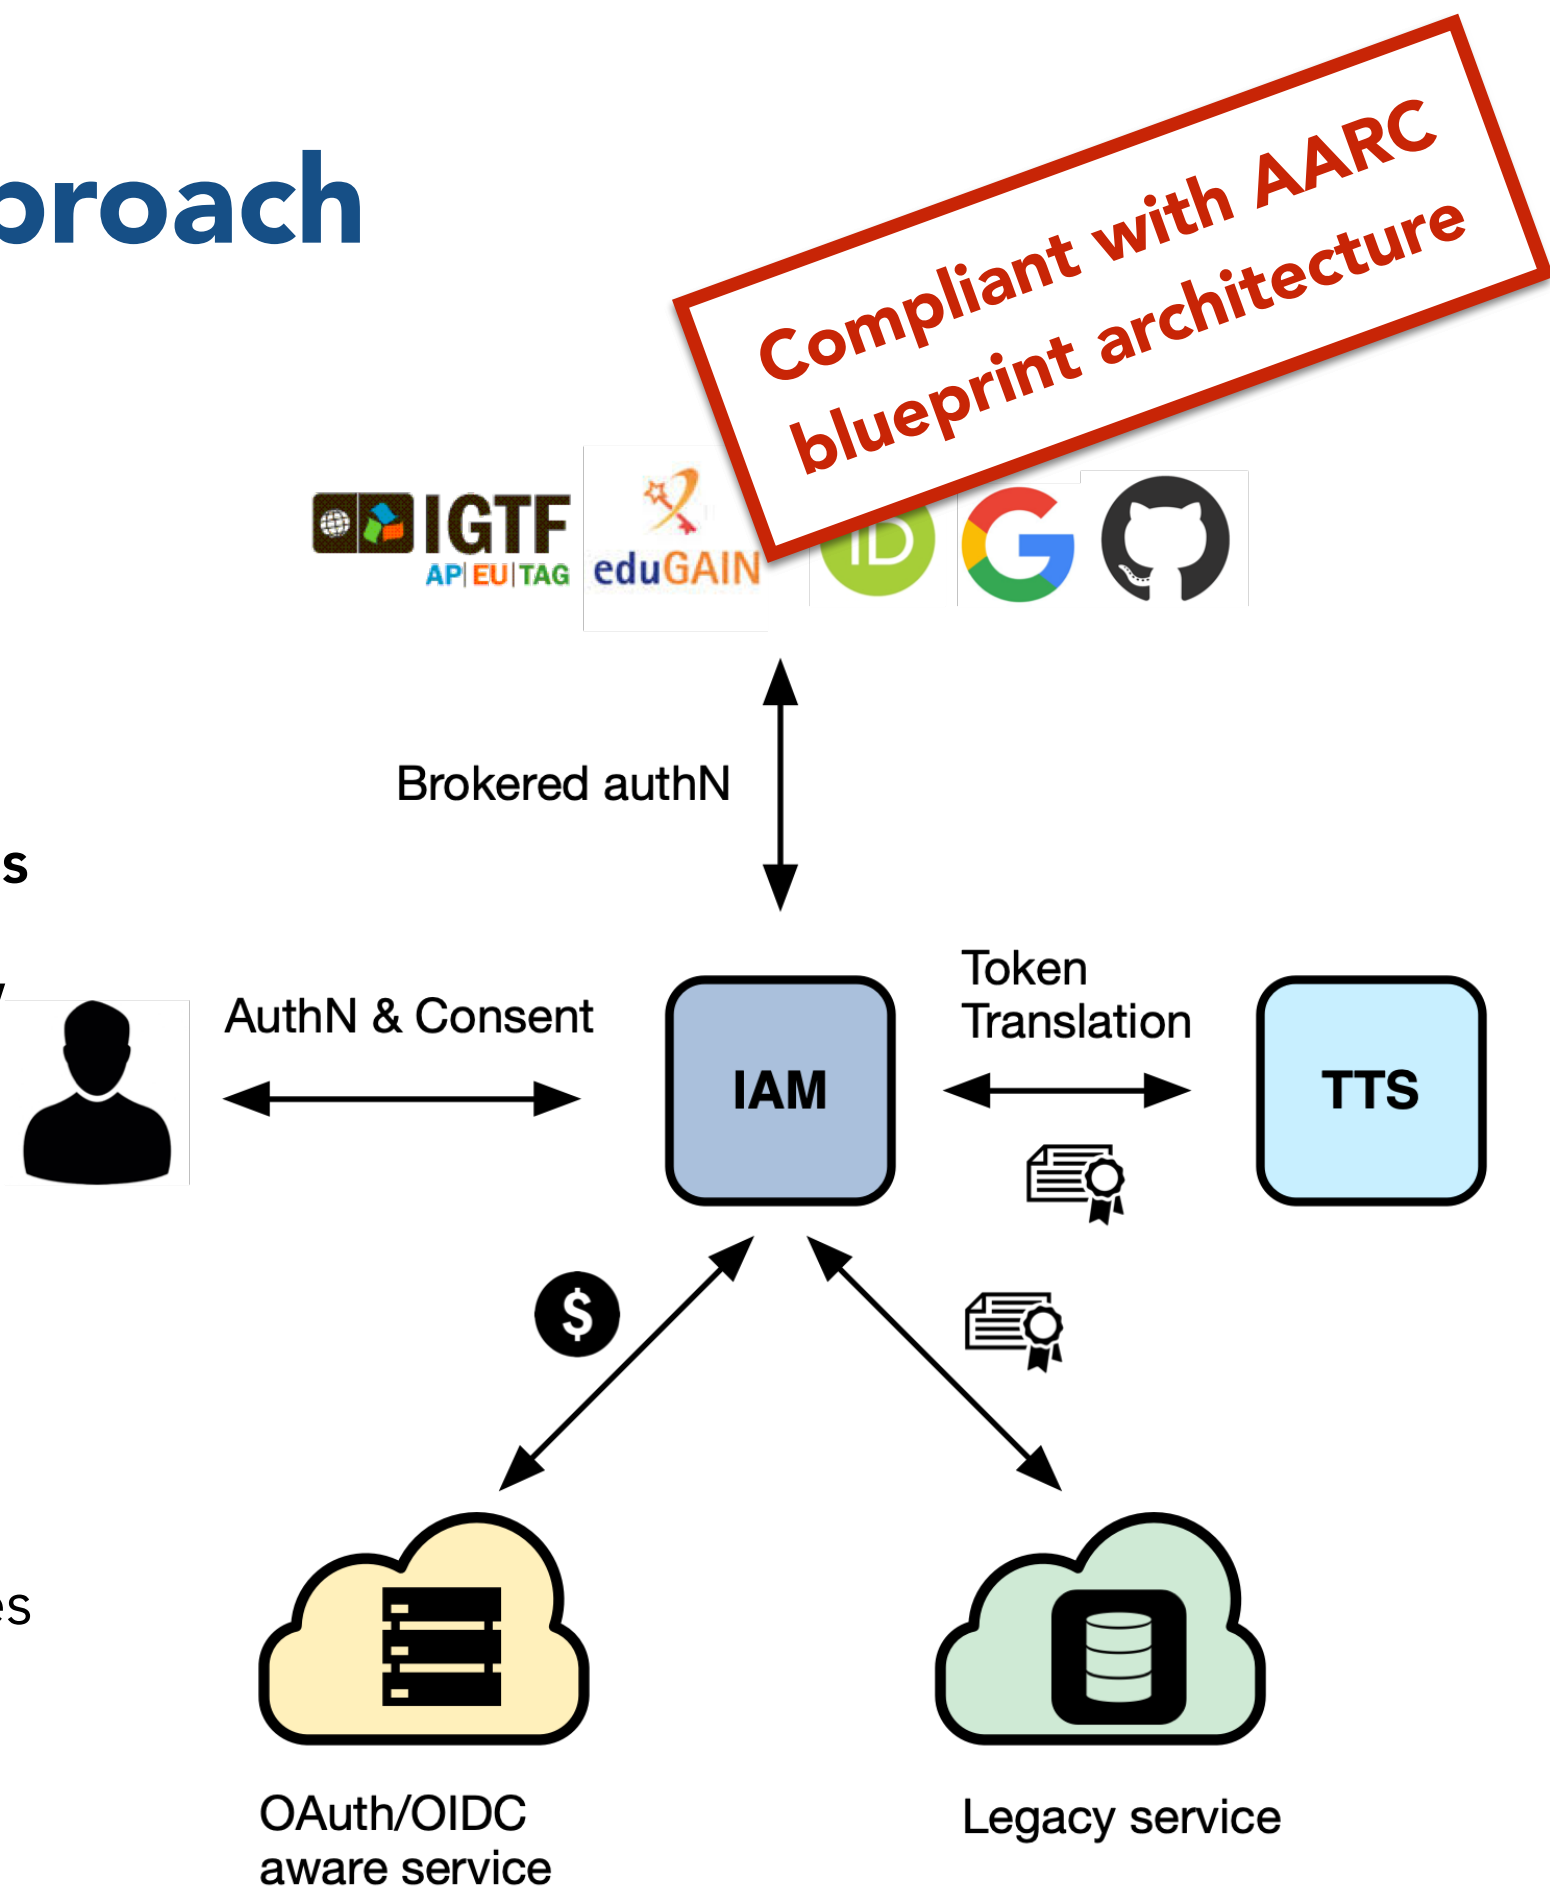 proach
Compliant with AARC
blueprint architecture
IGTF
AP|EU|TAG
eduGAIN
iD
G
Brokered authN
s
AuthN & Consent
IAM
Token
Translation
TTS
$
es
OAuth/OIDC
aware service
Legacy service